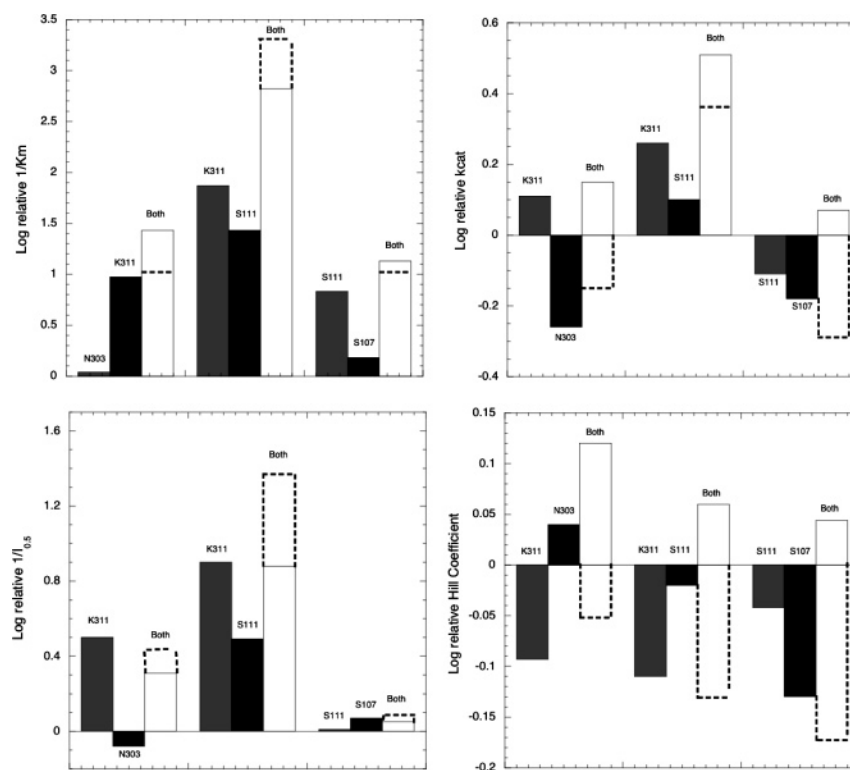 Log relative 1/Km
3.5
3
2.5
2
1.5
1
0.5
0
N303
K311
Both
K311
S111
Both
S111
S107
Both
Log relative kcat
0.6
0.4
0.2
0
-0.2
-0.4
K311
N303
Both
K311
S111
Both
S111
S107
Both
Log relative 1/I0.5
1.6
1.2
0.8
0.4
0
K311
N303
Both
K311
S111
Both
S111
S107
Both
Log relative Hill Coefficient
0.15
0.1
0.05
0
-0.05
-0.1
-0.15
-0.2
K311
N303
Both
K311
S111
Both
S111
S107
Both